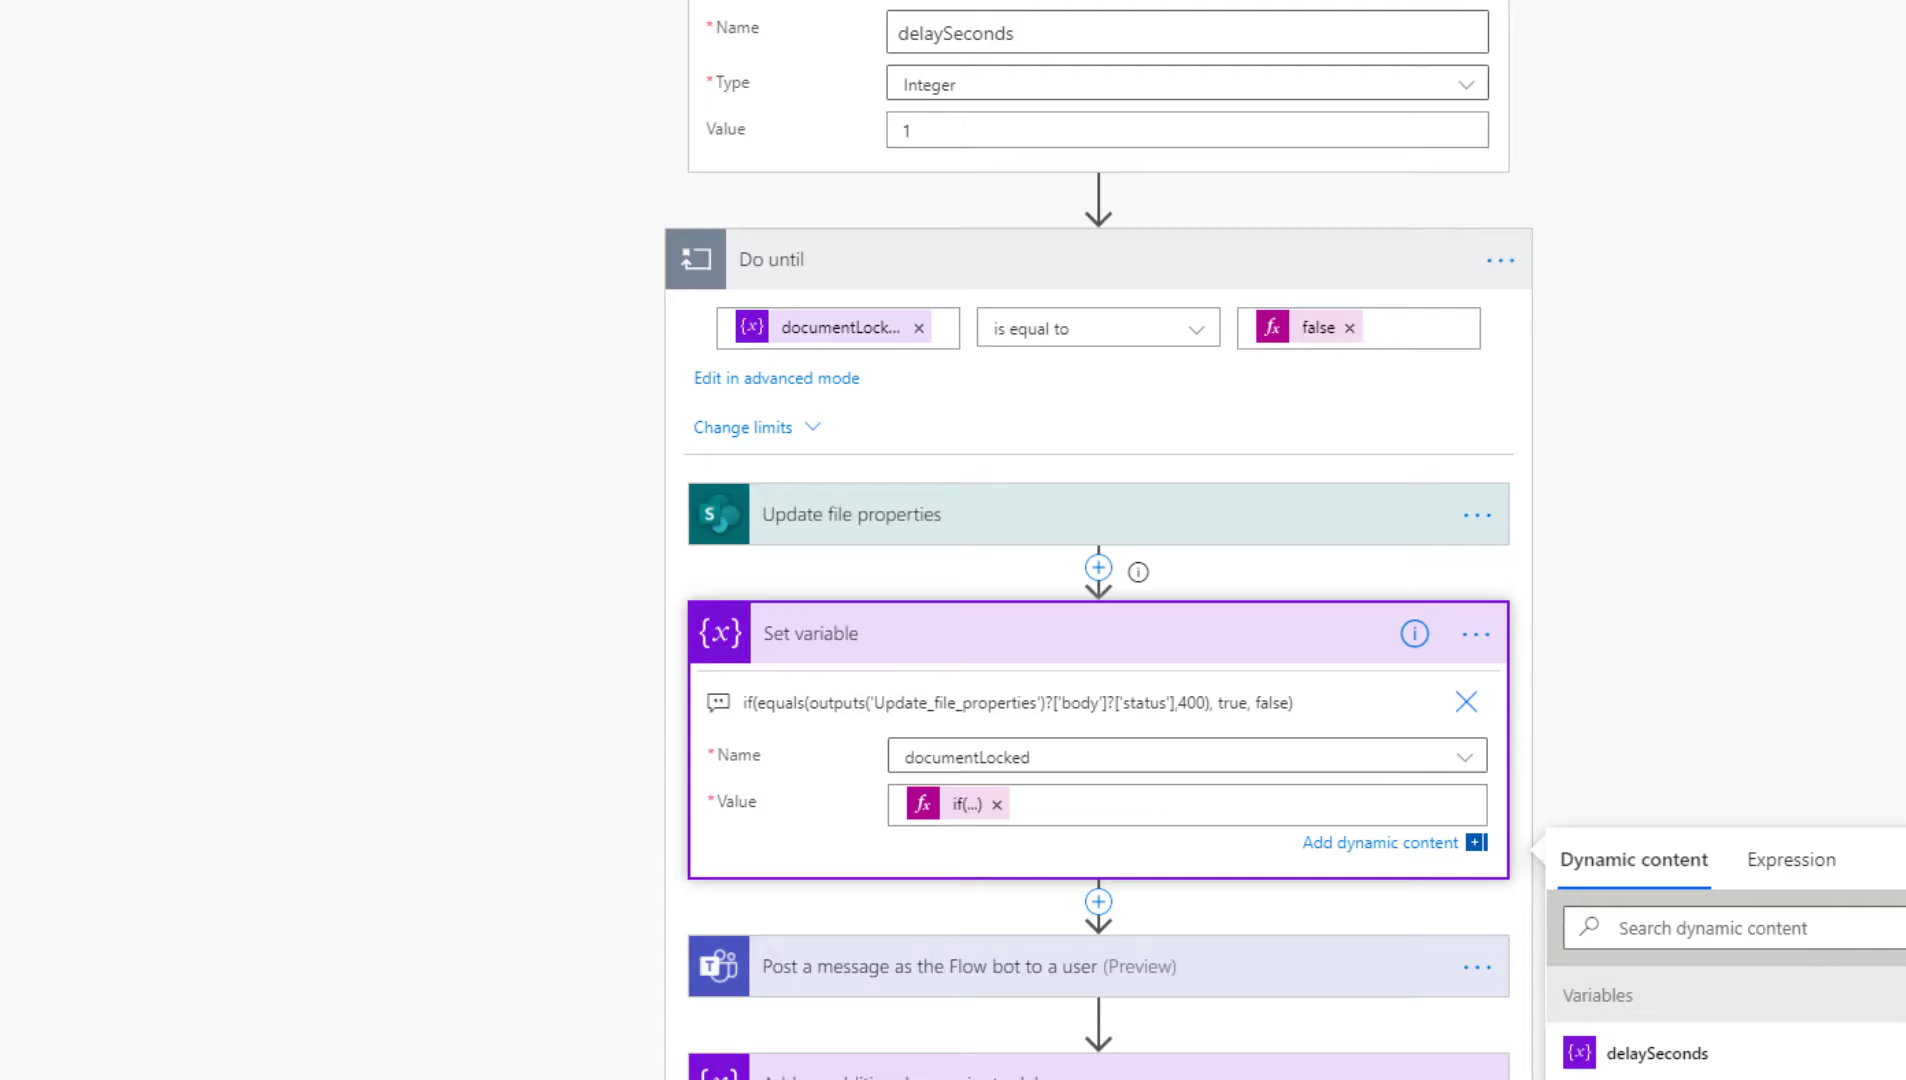 * Name
delaySeconds
* Type
Integer
Value
1
Do until
...
{x} documentLock... ×
is equal to
fx false ×
Edit in advanced mode
Change limits
S
Update file properties
...
i
{x} Set variable
i
...
if(equals(outputs('Update_file_properties')?['body']?['status'],400), true, false)
* Name
documentLocked
* Value
fx if(...) ×
Add dynamic content
Dynamic content
Expression
Search dynamic content
T
Post a message as the Flow bot to a user (Preview)
...
Variables
{x} delaySeconds
{x}